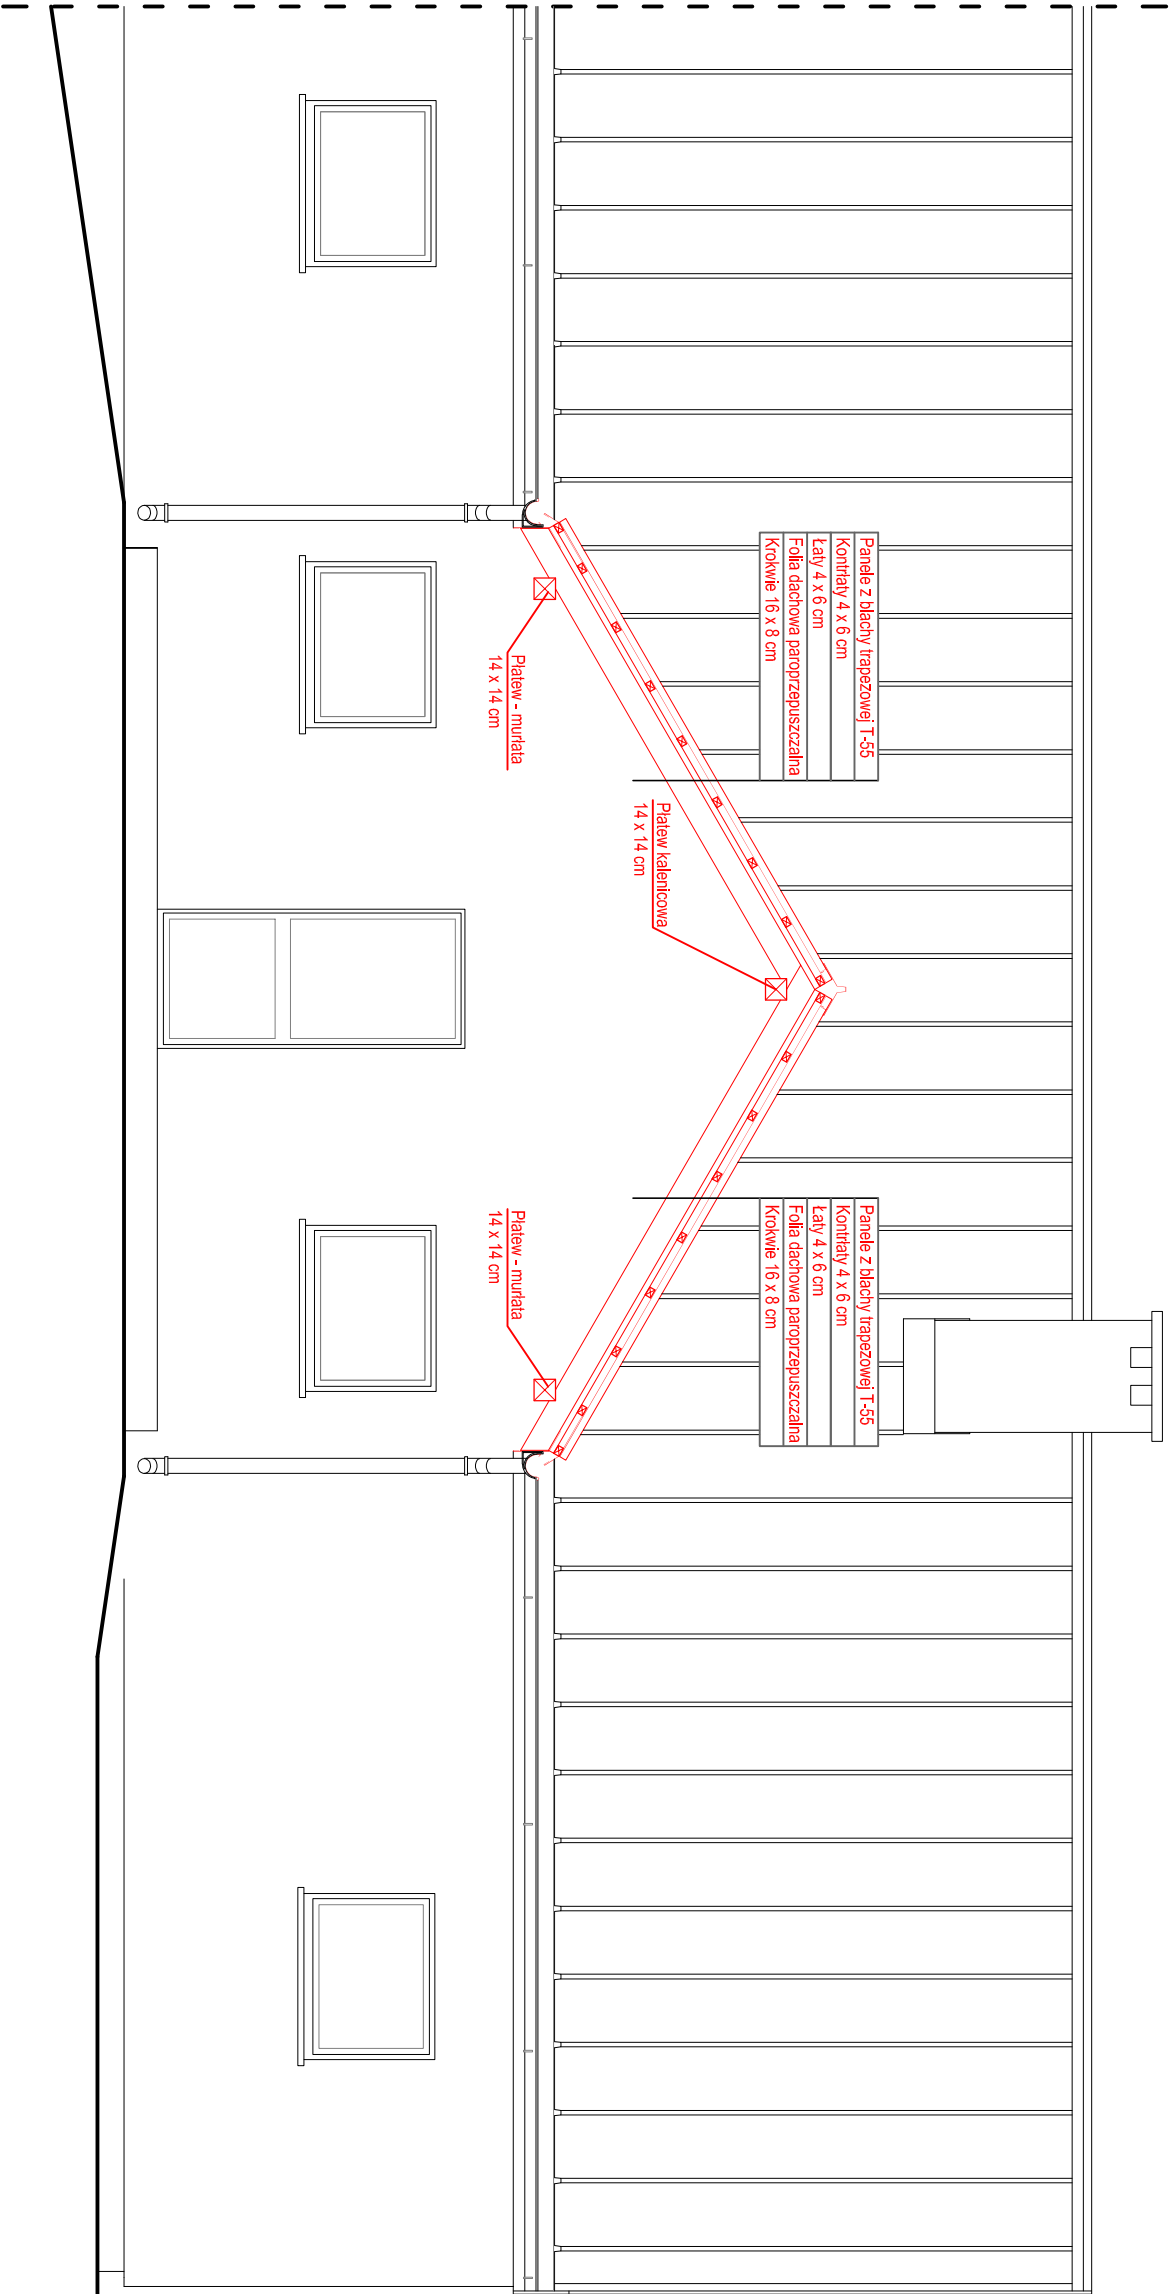 Panele z blachy trapezowej T-55
Kontrłaty 4 x 6 cm
Łaty 4 x 6 cm
Folia dachowa paroprzepuszczalna
Krokwie 16 x 8 cm
Panele z blachy trapezowej T-55
Kontrłaty 4 x 6 cm
Łaty 4 x 6 cm
Folia dachowa paroprzepuszczalna
Krokwie 16 x 8 cm
Płatew kalenicowa
14 x 14 cm
Płatew - murłata
14 x 14 cm
Płatew - murłata
14 x 14 cm